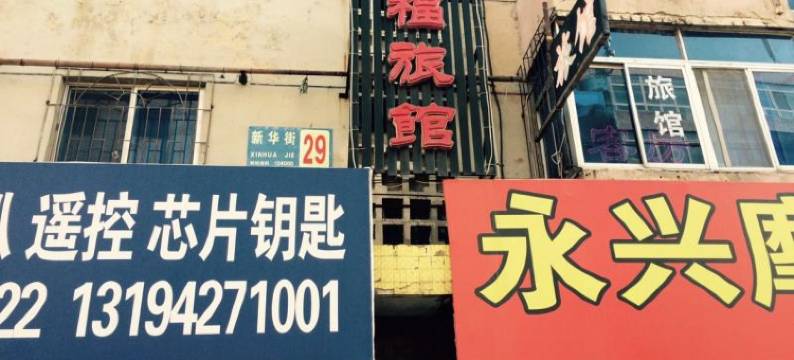 福旅馆
新华街
XINHUA JIE
29
旅馆
遥控 芯片钥匙
22 13194271001
永兴